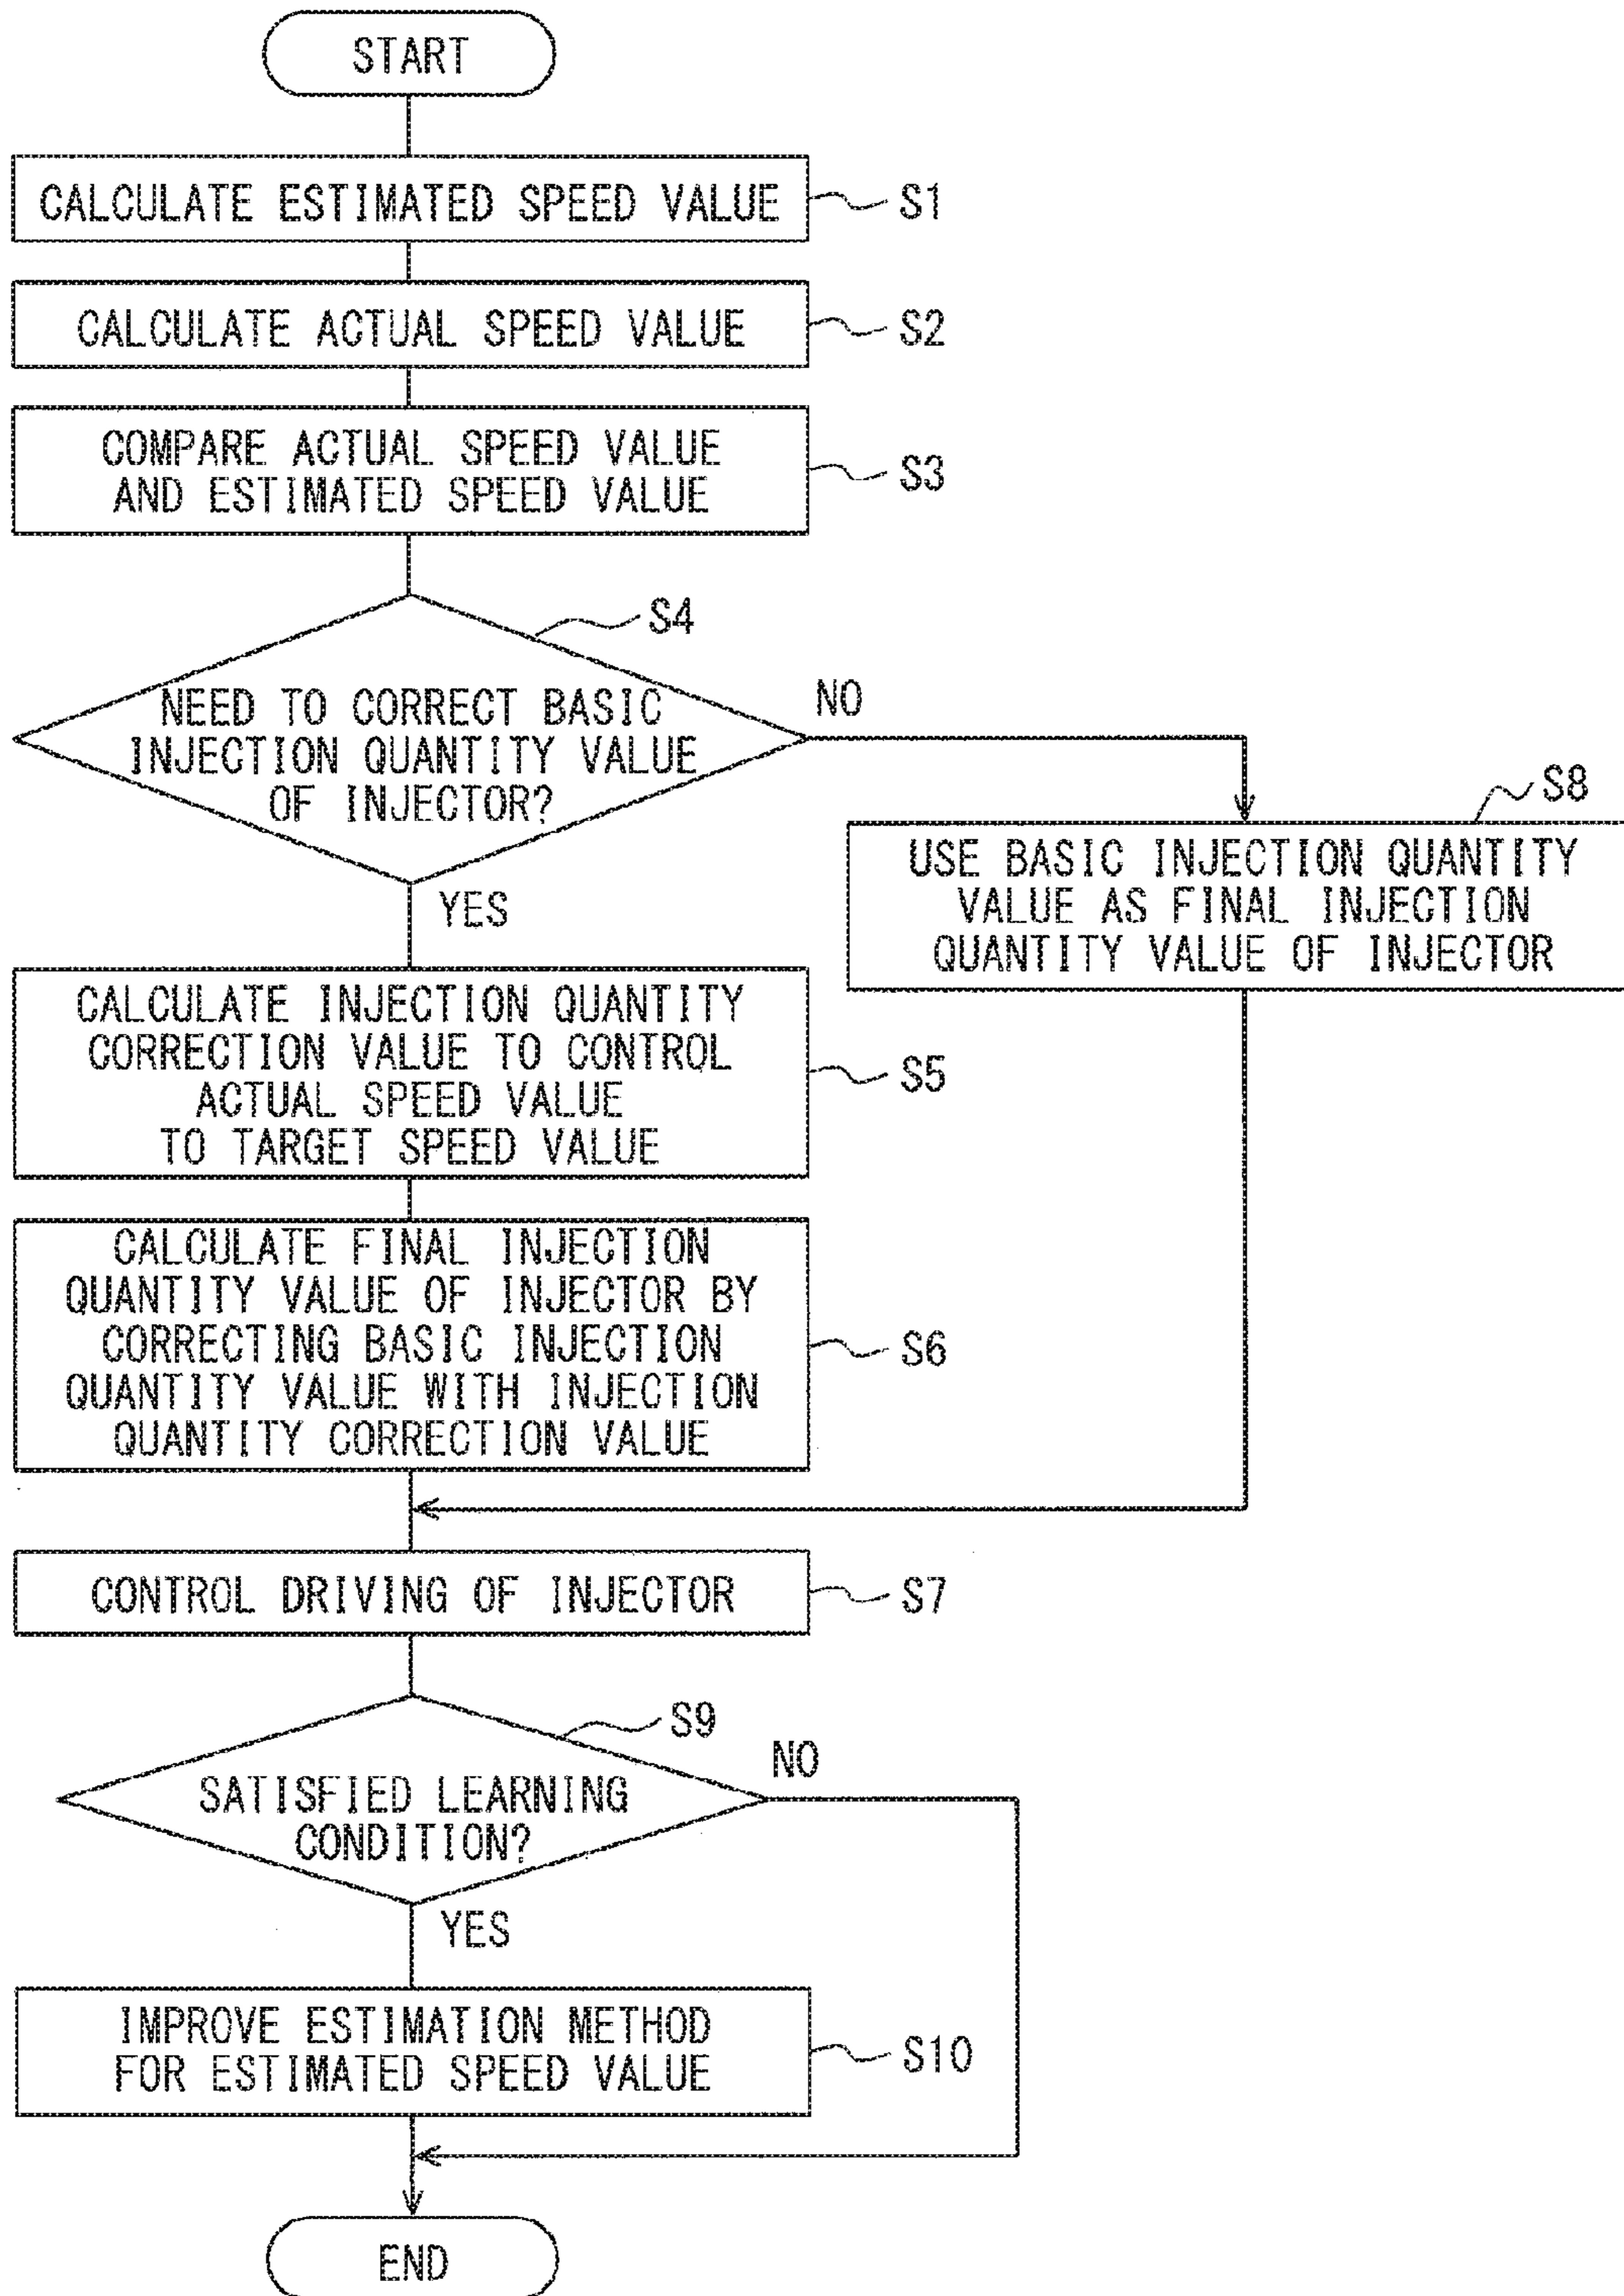 START
CALCULATE ESTIMATED SPEED VALUE
S1
CALCULATE ACTUAL SPEED VALUE
S2
COMPARE ACTUAL SPEED VALUE
AND ESTIMATED SPEED VALUE
S3
S4
NEED TO CORRECT BASIC
INJECTION QUANTITY VALUE
OF INJECTOR?
NO
YES
S8
USE BASIC INJECTION QUANTITY
VALUE AS FINAL INJECTION
QUANTITY VALUE OF INJECTOR
CALCULATE INJECTION QUANTITY
CORRECTION VALUE TO CONTROL
ACTUAL SPEED VALUE
TO TARGET SPEED VALUE
S5
CALCULATE FINAL INJECTION
QUANTITY VALUE OF INJECTOR BY
CORRECTING BASIC INJECTION
QUANTITY VALUE WITH INJECTION
QUANTITY CORRECTION VALUE
S6
CONTROL DRIVING OF INJECTOR
S7
S9
SATISFIED LEARNING
CONDITION?
NO
YES
IMPROVE ESTIMATION METHOD
FOR ESTIMATED SPEED VALUE
S10
END